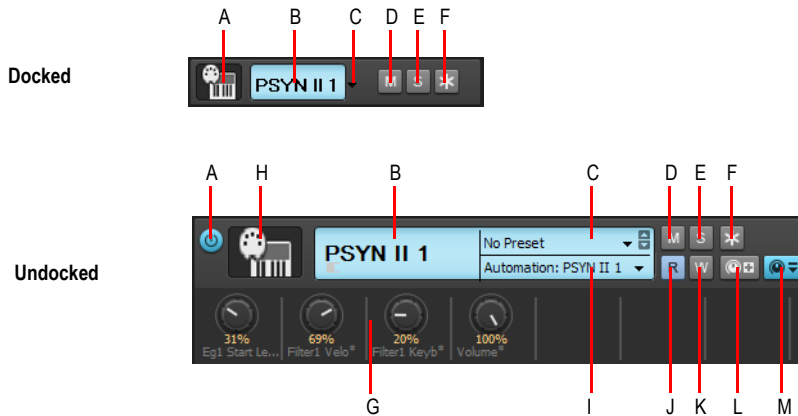 A B C D E F
Docked
PSYN II 1 M S
A H B C D E F
Undocked
PSYN II 1
No Preset M S
Automation: PSYN II 1 R W
31% 69% 20% 100%
Eg1 Start Le... Filter1 Velo* Filter1 Keyb* Volume*
G I J K L M